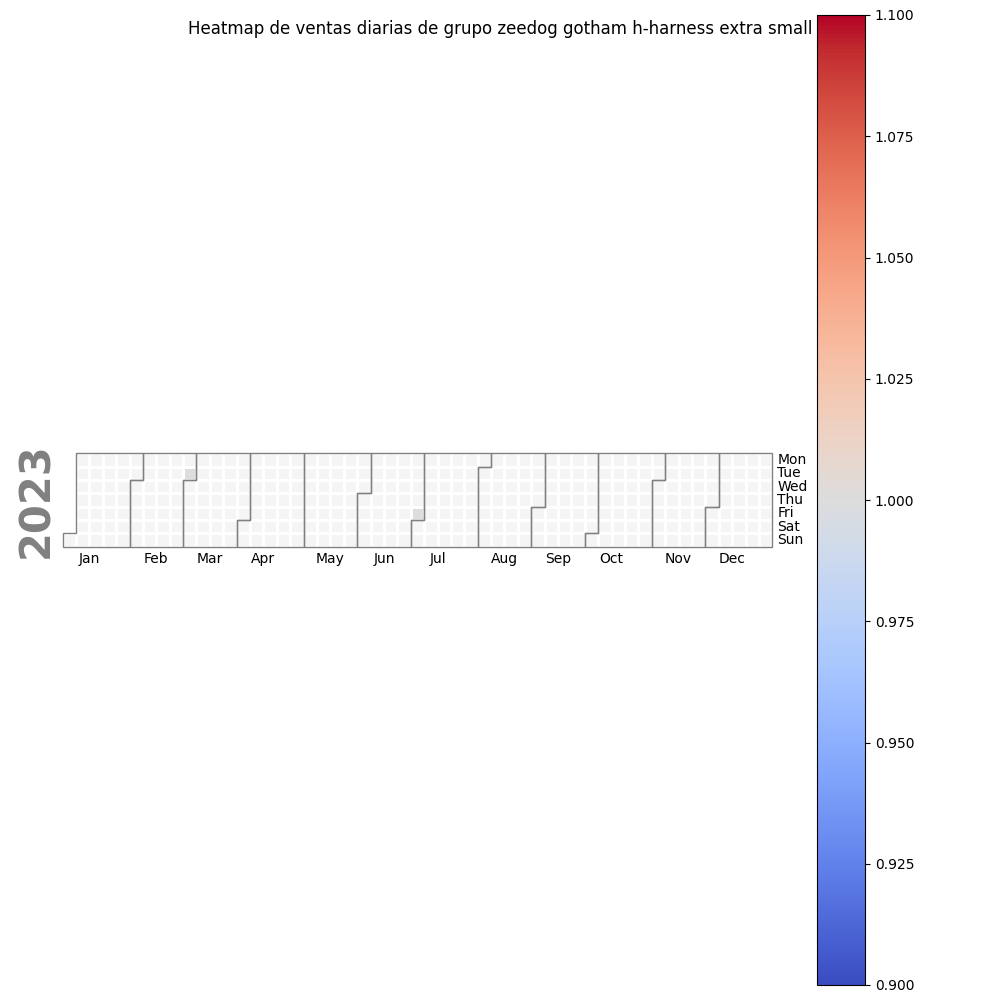 Heatmap de ventas diarias de grupo zeedog gotham h-harness extra small
2023
Mon
Tue
Wed
Thu
Fri
Sat
Sun
Jan Feb Mar Apr May Jun Jul Aug Sep Oct Nov Dec
1.100
1.075
1.050
1.025
1.000
0.975
0.950
0.925
0.900